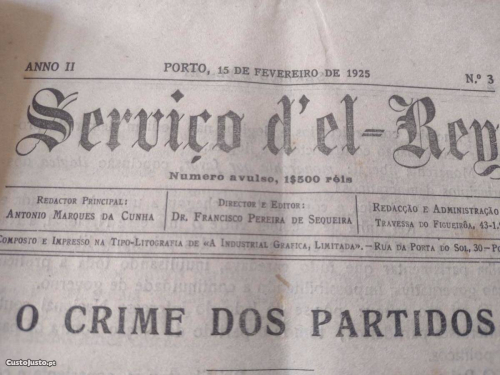 ANNO II
PORTO, 15 DE FEVEREIRO DE 1925
N.º 3
Serviço d'el-Rey
Numero avulso, 1$500 réis
REDACTOR PRINCIPAL:
ANTONIO MARQUES DA CUNHA
DIRECTOR E EDITOR:
DR. FRANCISCO PEREIRA DE SEQUEIRA
REDACÇÃO E ADMINISTRAÇÃO
TRAVESSA DO FIGUEIRÔA, 43-1.º
COMPOSTO E IMPRESSO NA TIPO-LITOGRAFIA DE «A INDUSTRIAL GRAFICA, LIMITADA».—RUA DA PORTA DO SOL, 30-PO
O CRIME DOS PARTIDOS
CustoJusto.pt